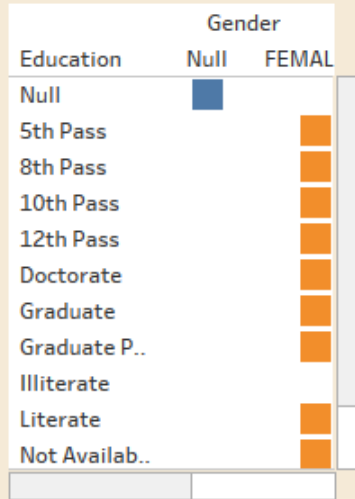 Gender
Education Null FEMAL
Null
5th Pass
8th Pass
10th Pass
12th Pass
Doctorate
Graduate
Graduate P..
Illiterate
Literate
Not Availab..